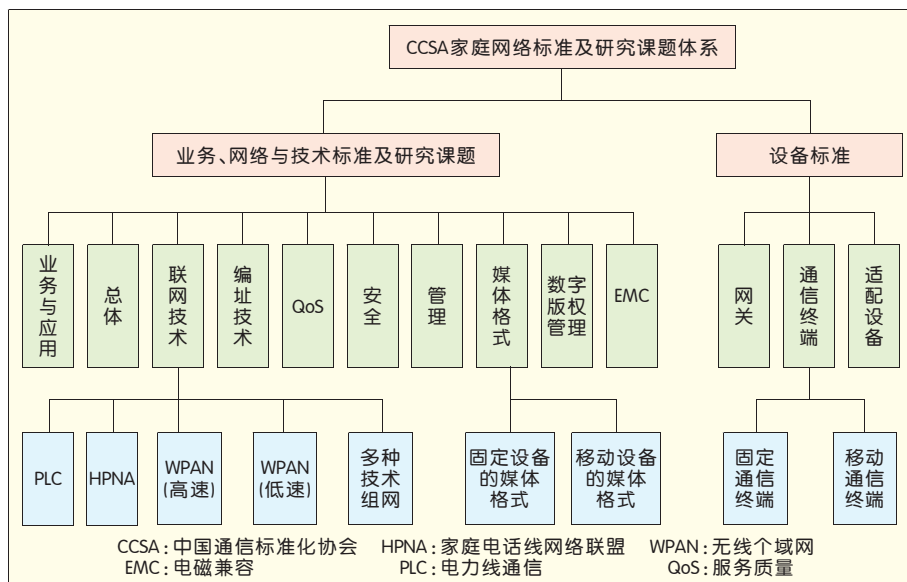 CCSA家庭网络标准及研究课题体系
业务、网络与技术标准及研究课题
设备标准
业务与应用
总体
联网技术
编址技术
QoS
安全
管理
媒体格式
数字版权管理
EMC
网关
通信终端
适配设备
PLC
HPNA
WPAN
(高速)
WPAN
(低速)
多种
技术
组网
固定设备
的媒体
格式
移动设备
的媒体
格式
固定
通信
终端
移动
通信
终端
CCSA:中国通信标准化协会 HPNA:家庭电话线网络联盟 WPAN:无线个域网
EMC:电磁兼容 PLC:电力线通信 QoS:服务质量